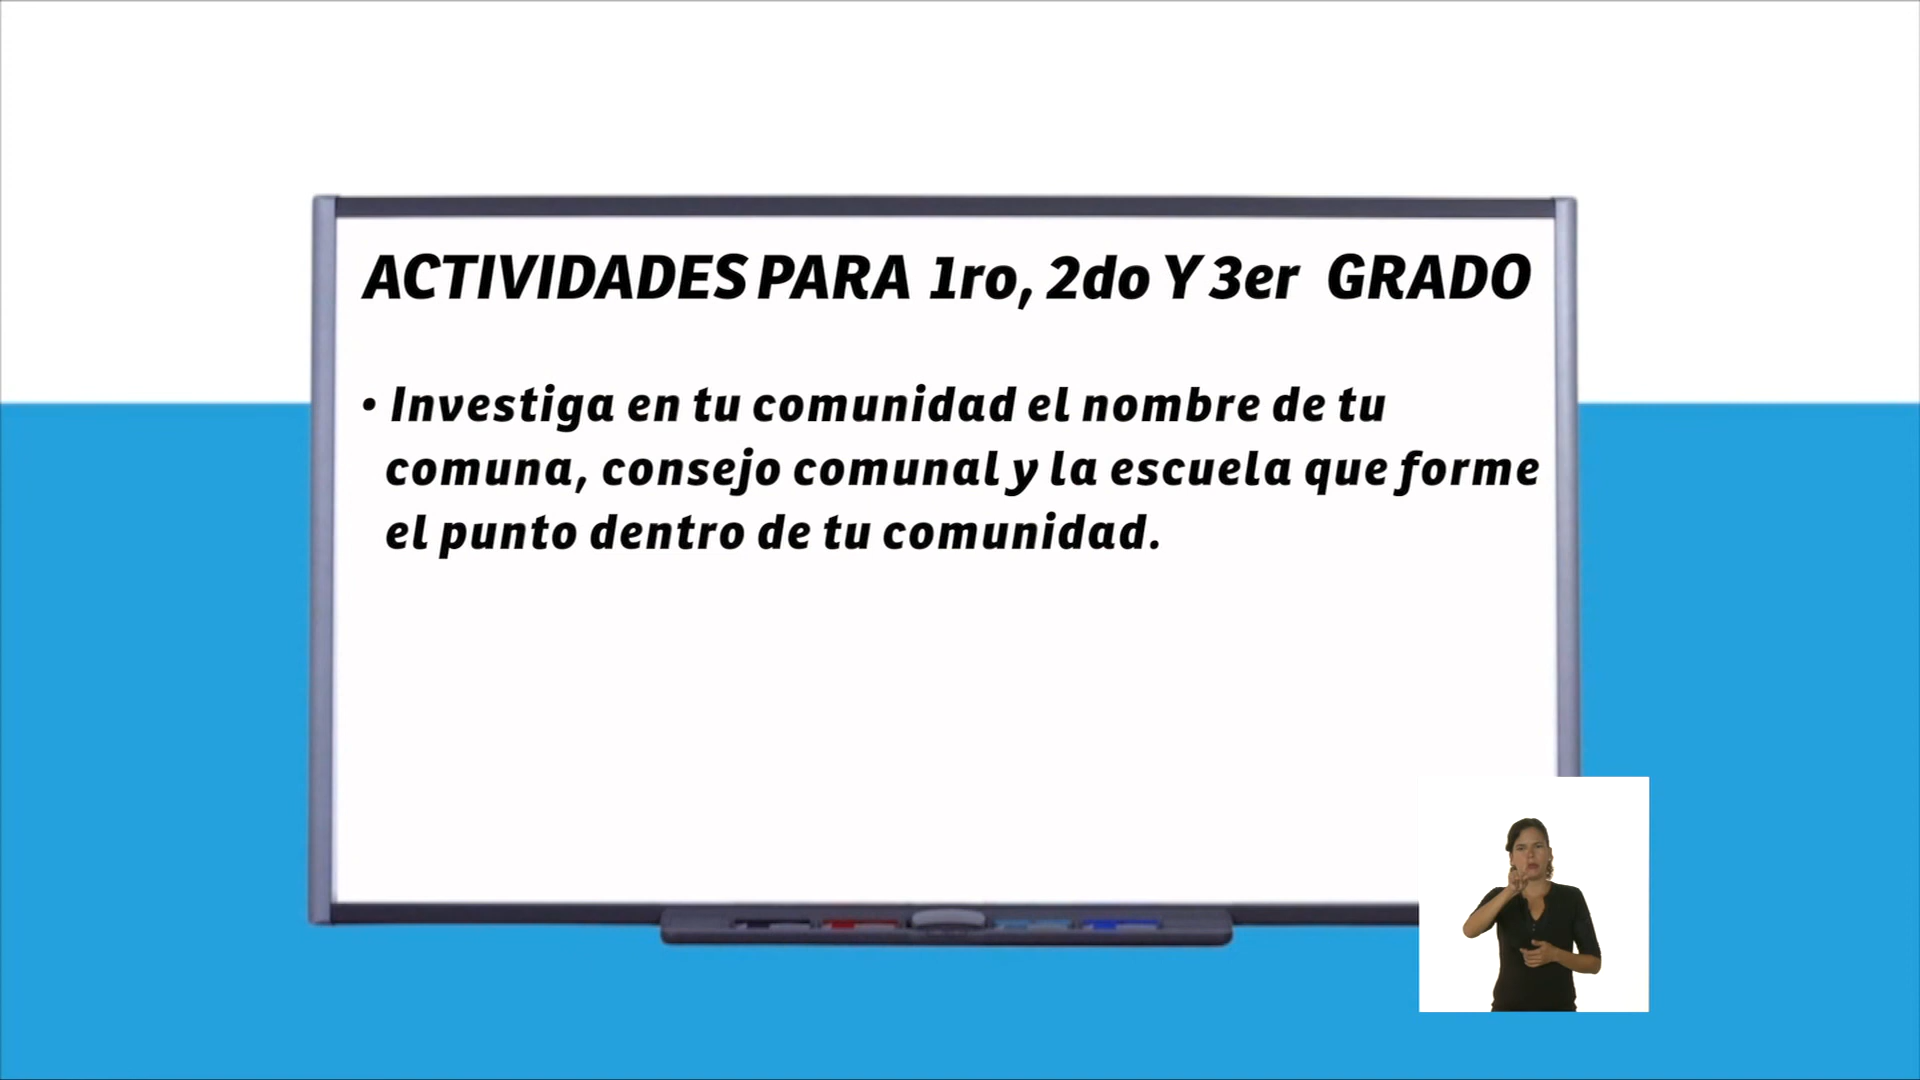 ACTIVIDADES PARA 1ro, 2do Y 3er GRADO
• Investiga en tu comunidad el nombre de tu
comuna, consejo comunal y la escuela que forme
el punto dentro de tu comunidad.